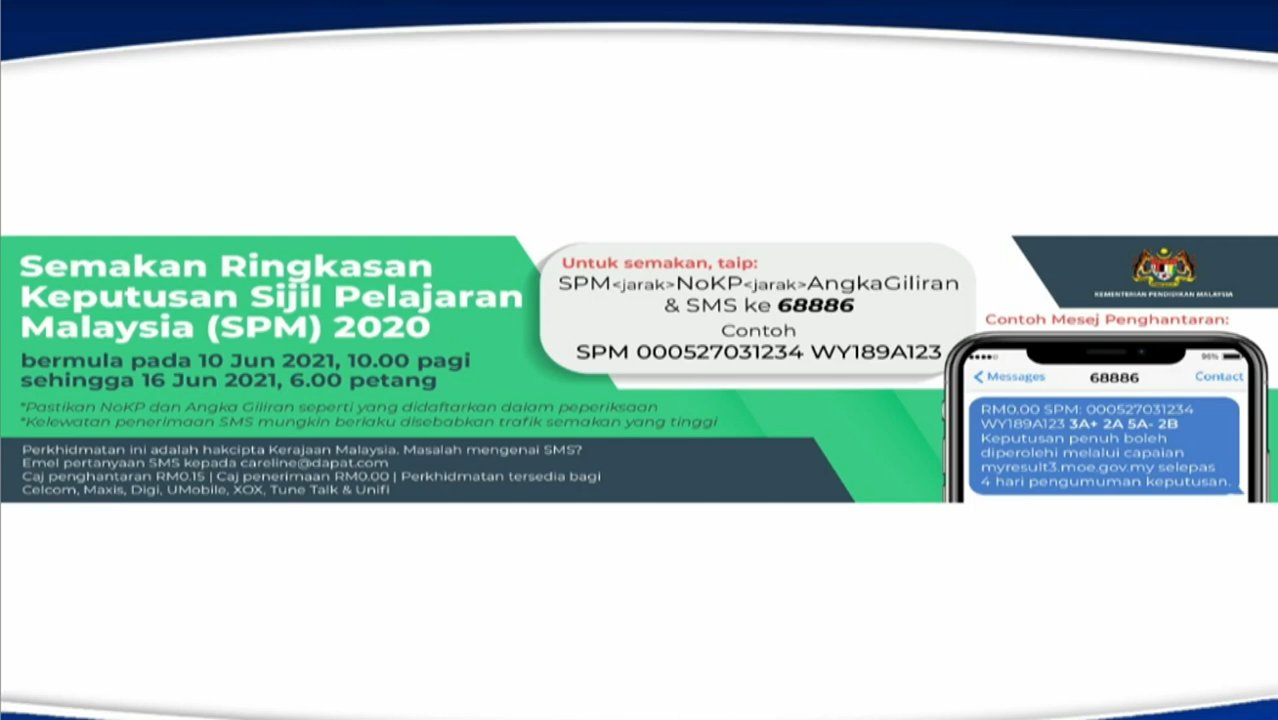 Semakan Ringkasan
Keputusan Sijil Pelajaran
Malaysia (SPM) 2020
bermula pada 10 Jun 2021, 10.00 pagi
sehingga 16 Jun 2021, 6.00 petang
*Pastikan NoKP dan Angka Giliran seperti yang didaftarkan dalam peperiksaan
*Kelewatan penerimaan SMS mungkin berlaku disebabkan trafik semakan yang tinggi
Perkhidmatan ini adalah hakcipta Kerajaan Malaysia. Masalah mengenai SMS?
Emel pertanyaan SMS kepada careline@dapat.com
Caj penghantaran RM0.15 | Caj penerimaan RM0.00 | Perkhidmatan tersedia bagi
Celcom, Maxis, Digi, UMobile, XOX, Tune Talk & Unifi
Untuk semakan, taip:
SPM<jarak>NoKP<jarak>AngkaGiliran
& SMS ke 68886
Contoh
SPM 000527031234 WY189A123
KEMENTERIAN PENDIDIKAN MALAYSIA
Contoh Mesej Penghantaran:
96%
Messages 68886 Contact
RM0.00 SPM: 000527031234
WY189A123 3A+ 2A 5A- 2B
Keputusan penuh boleh
diperolehi melalui capaian
myresult3.moe.gov.my selepas
4 hari pengumuman keputusan.